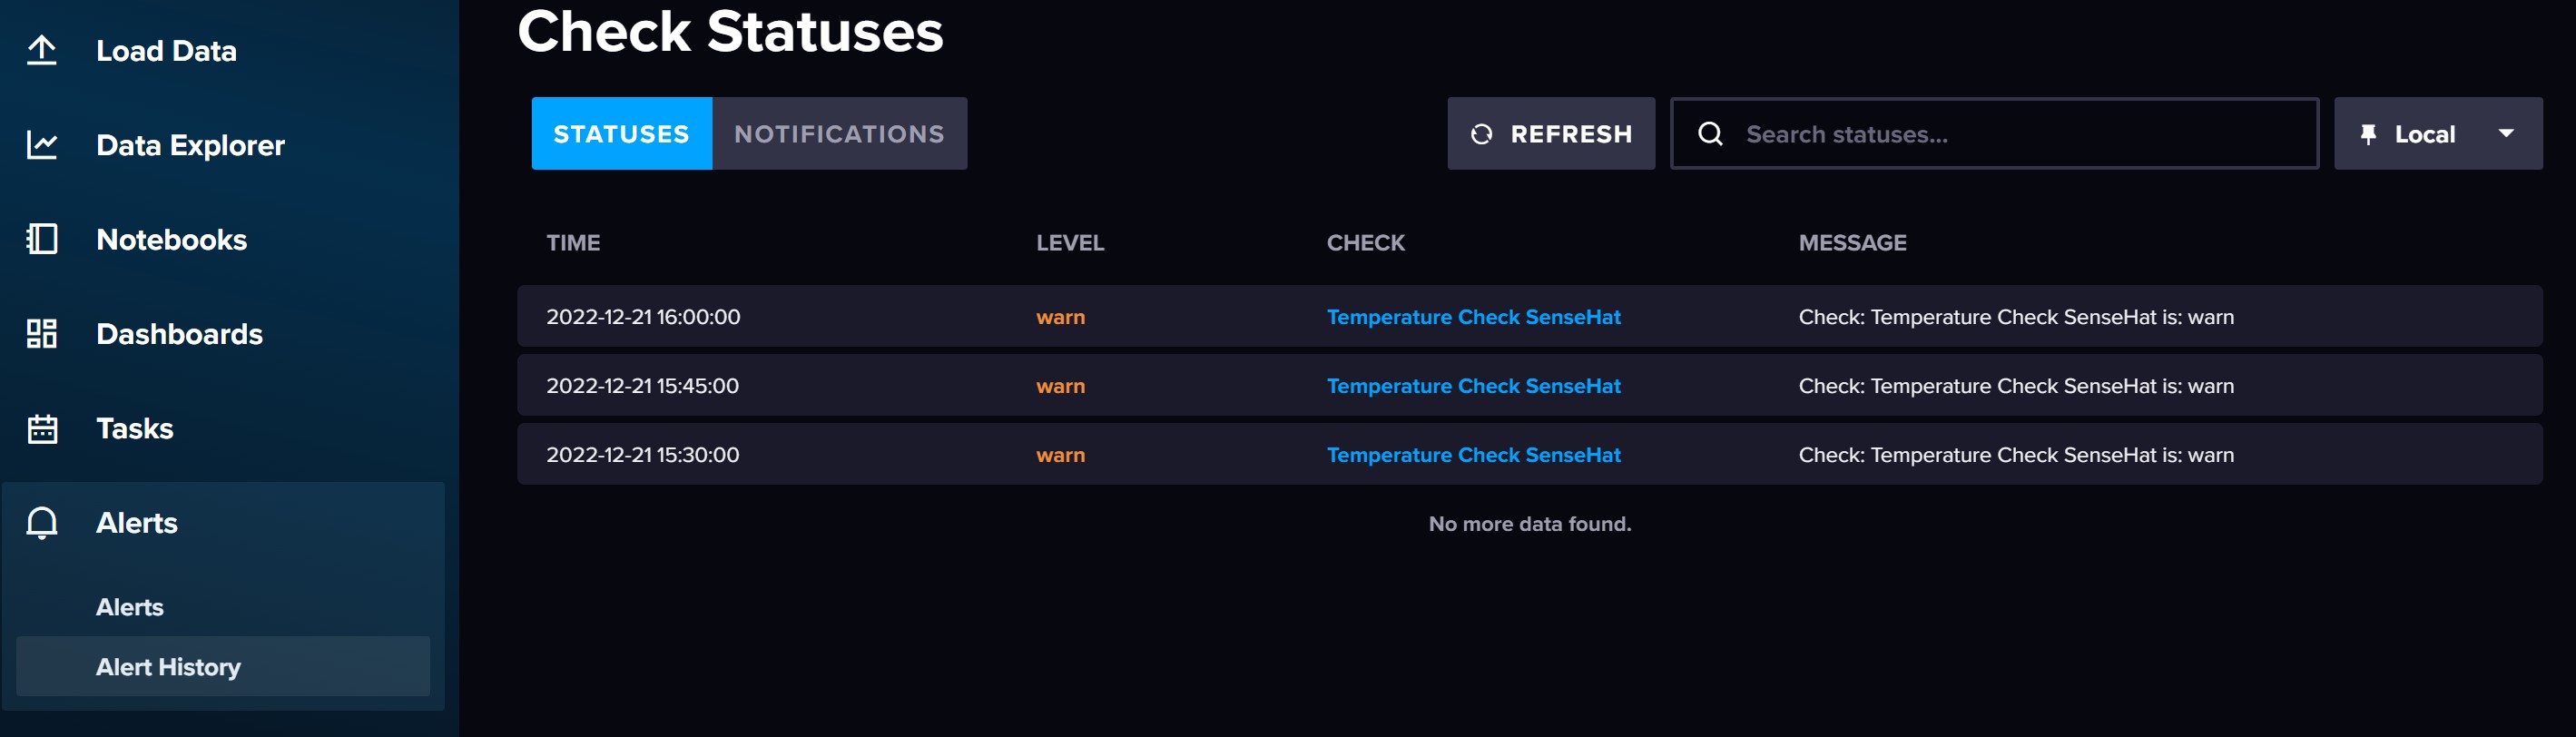 Load Data
Data Explorer
Notebooks
Dashboards
Tasks
Alerts
Alerts
Alert History
Check Statuses
STATUSES NOTIFICATIONS REFRESH Search statuses... Local
TIME LEVEL CHECK MESSAGE
2022-12-21 16:00:00 warn Temperature Check SenseHat Check: Temperature Check SenseHat is: warn
2022-12-21 15:45:00 warn Temperature Check SenseHat Check: Temperature Check SenseHat is: warn
2022-12-21 15:30:00 warn Temperature Check SenseHat Check: Temperature Check SenseHat is: warn
No more data found.